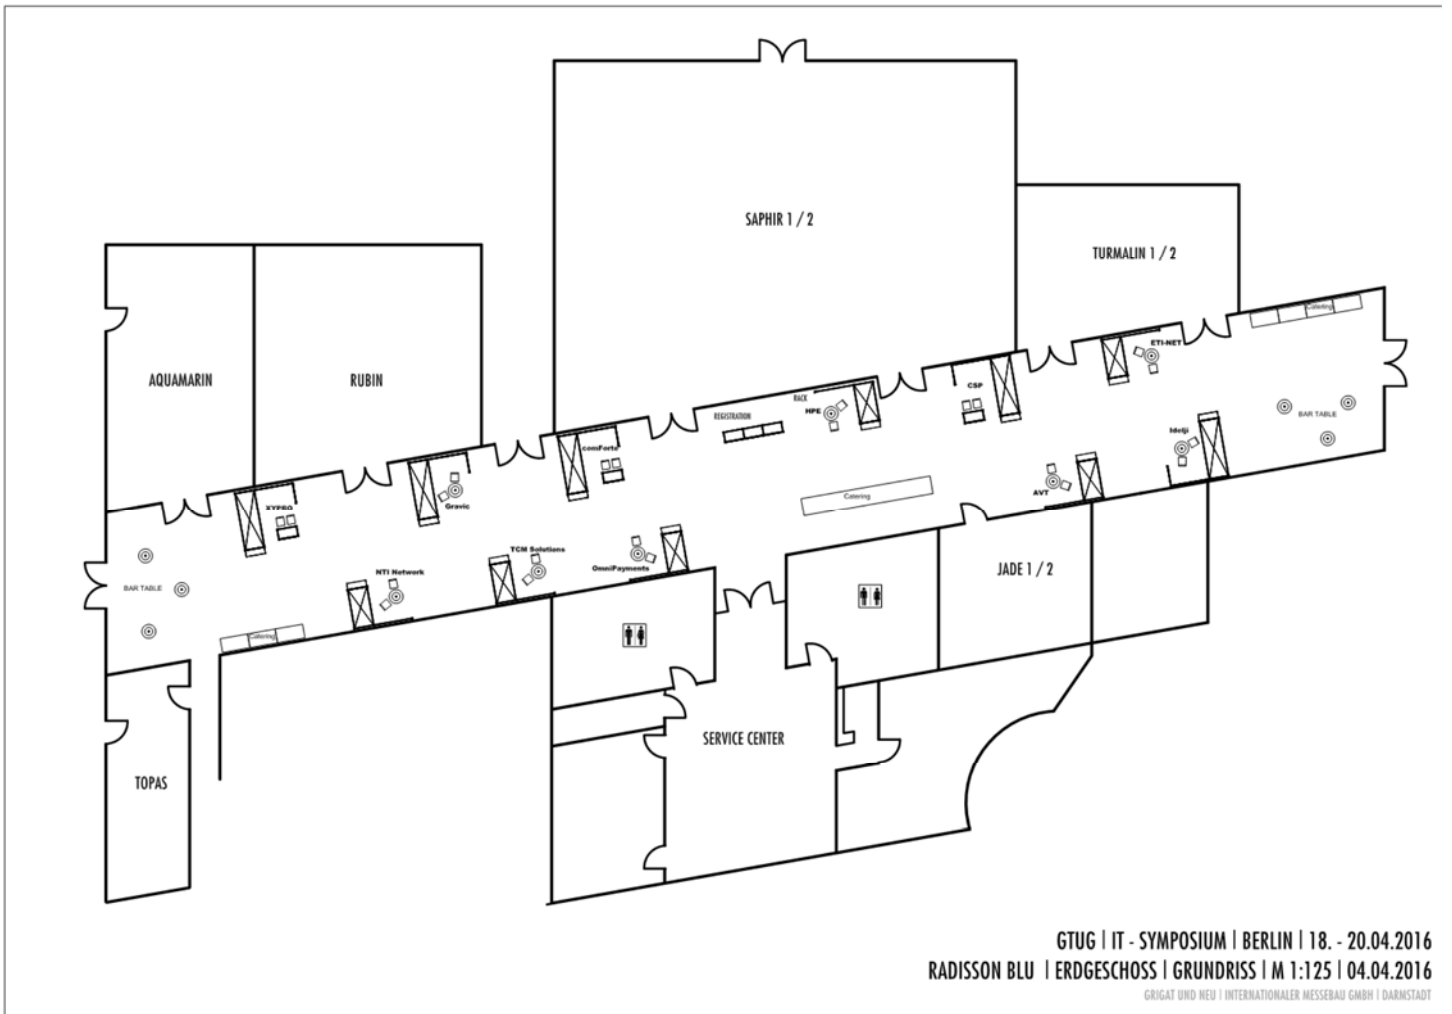 SAPHIR 1 / 2
TURMALIN 1 / 2
Catering
ETI-NET
AQUAMARIN
RUBIN
CSP
RACK
HPE
REGISTRATION
BAR TABLE
Idelji
comForte
AVT
Catering
Gravic
XYPRO
TCM Solutions
OmniPayments
NTI Network
JADE 1 / 2
BAR TABLE
Catering
SERVICE CENTER
TOPAS
GTUG | IT - SYMPOSIUM | BERLIN | 18. - 20.04.2016
RADISSON BLU | ERDGESCHOSS | GRUNDRISS | M 1:125 | 04.04.2016
GRIGAT UND NEU | INTERNATIONALER MESSEBAU GMBH | DARMSTADT